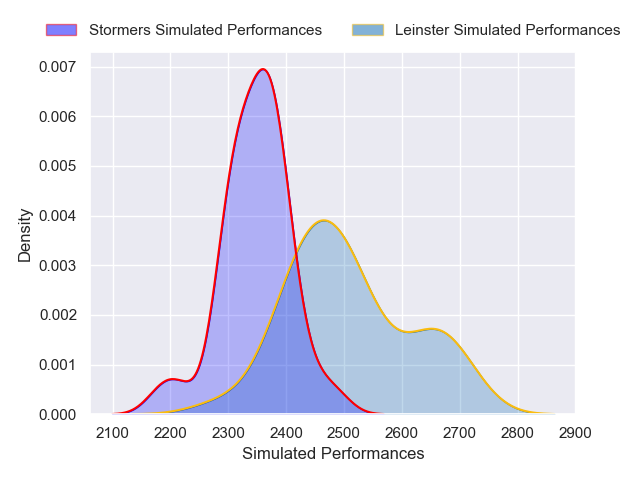 Stormers Simulated Performances Leinster Simulated Performances
0.007
0.006
0.005
0.004
0.003
0.002
0.001
0.000
Density
2100 2200 2300 2400 2500 2600 2700 2800 2900
Simulated Performances